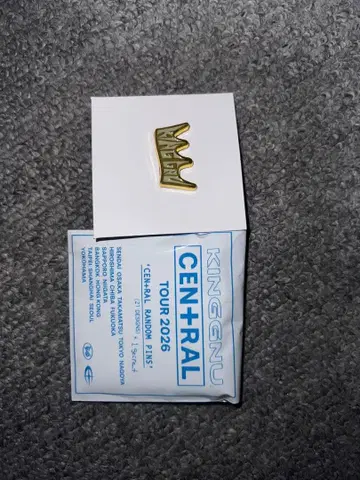 KING GNU
CEN+RAL
TOUR 2026
"CEN+RAL RANDOM PINS"
SENDAI OSAKA TAKAMATSU TOKYO NAGOYA
HIROSHIMA CHIBA FUKUOKA
SAPPORO NIIGATA
BANGKOK HONG KONG
TAIPEI SHANGHAI SEOUL
YOKOHAMA